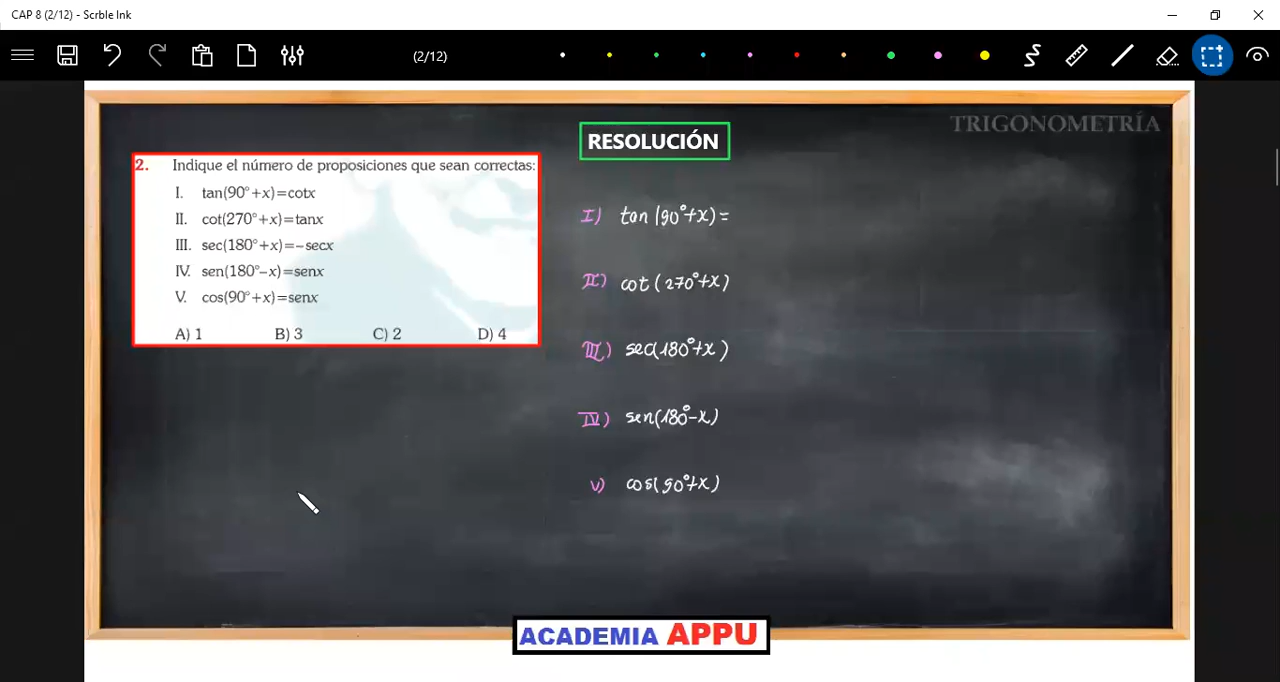 CAP 8 (2/12) - Scrble Ink
(2/12)
TRIGONOMETRÍA
RESOLUCIÓN
2. Indique el número de proposiciones que sean correctas:
I. tan(90°+x)=cotx
II. cot(270°+x)=tanx
III. sec(180°+x)=-secx
IV. sen(180°-x)=senx
V. cos(90°+x)=senx
A) 1 B) 3 C) 2 D) 4
I) tan(90°+x)=
II) cot(270°+x)
III) sec(180°+x)
IV) sen(180°-x)
V) cos(90°+x)
ACADEMIA APPU